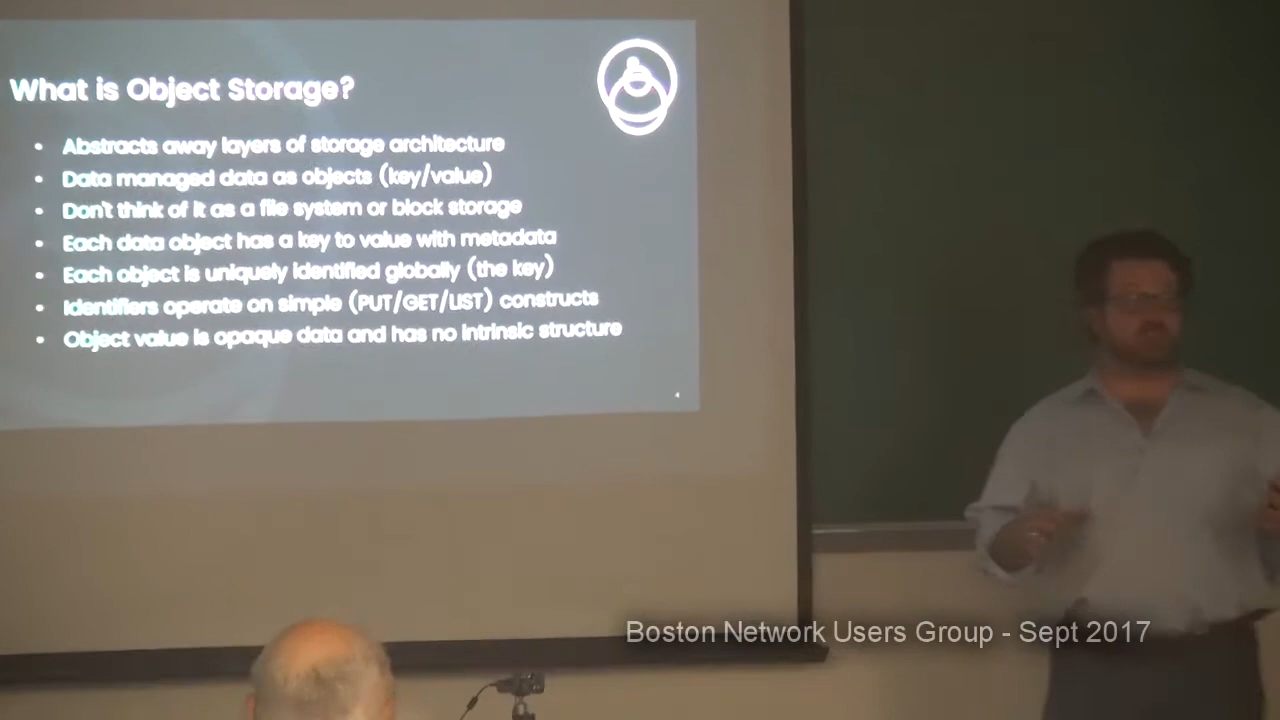 What is Object Storage?
• Abstracts away layers of storage architecture
• Data managed data as objects (key/value)
• Don't think of it as a file system or block storage
• Each data object has a key to value with metadata
• Each object is uniquely identified globally (the key)
• Identifiers operate on simple (PUT/GET/LIST) constructs
• Object value is opaque data and has no intrinsic structure
4
Boston Network Users Group - Sept 2017